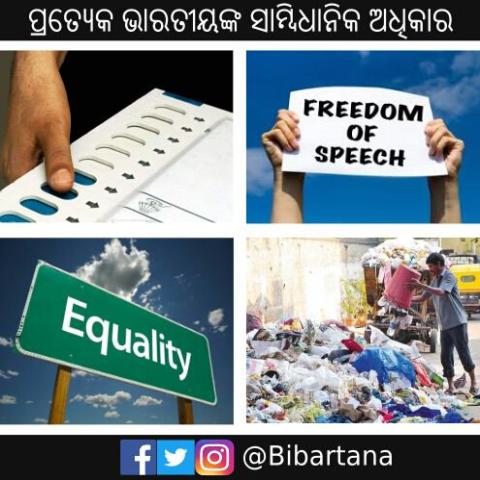 ପ୍ରତ୍ୟେକ ଭାରତୀୟଙ୍କ ସାମ୍ବିଧାନିକ ଅଧିକାର
FREEDOM
OF
SPEECH
Equality
@Bibartana